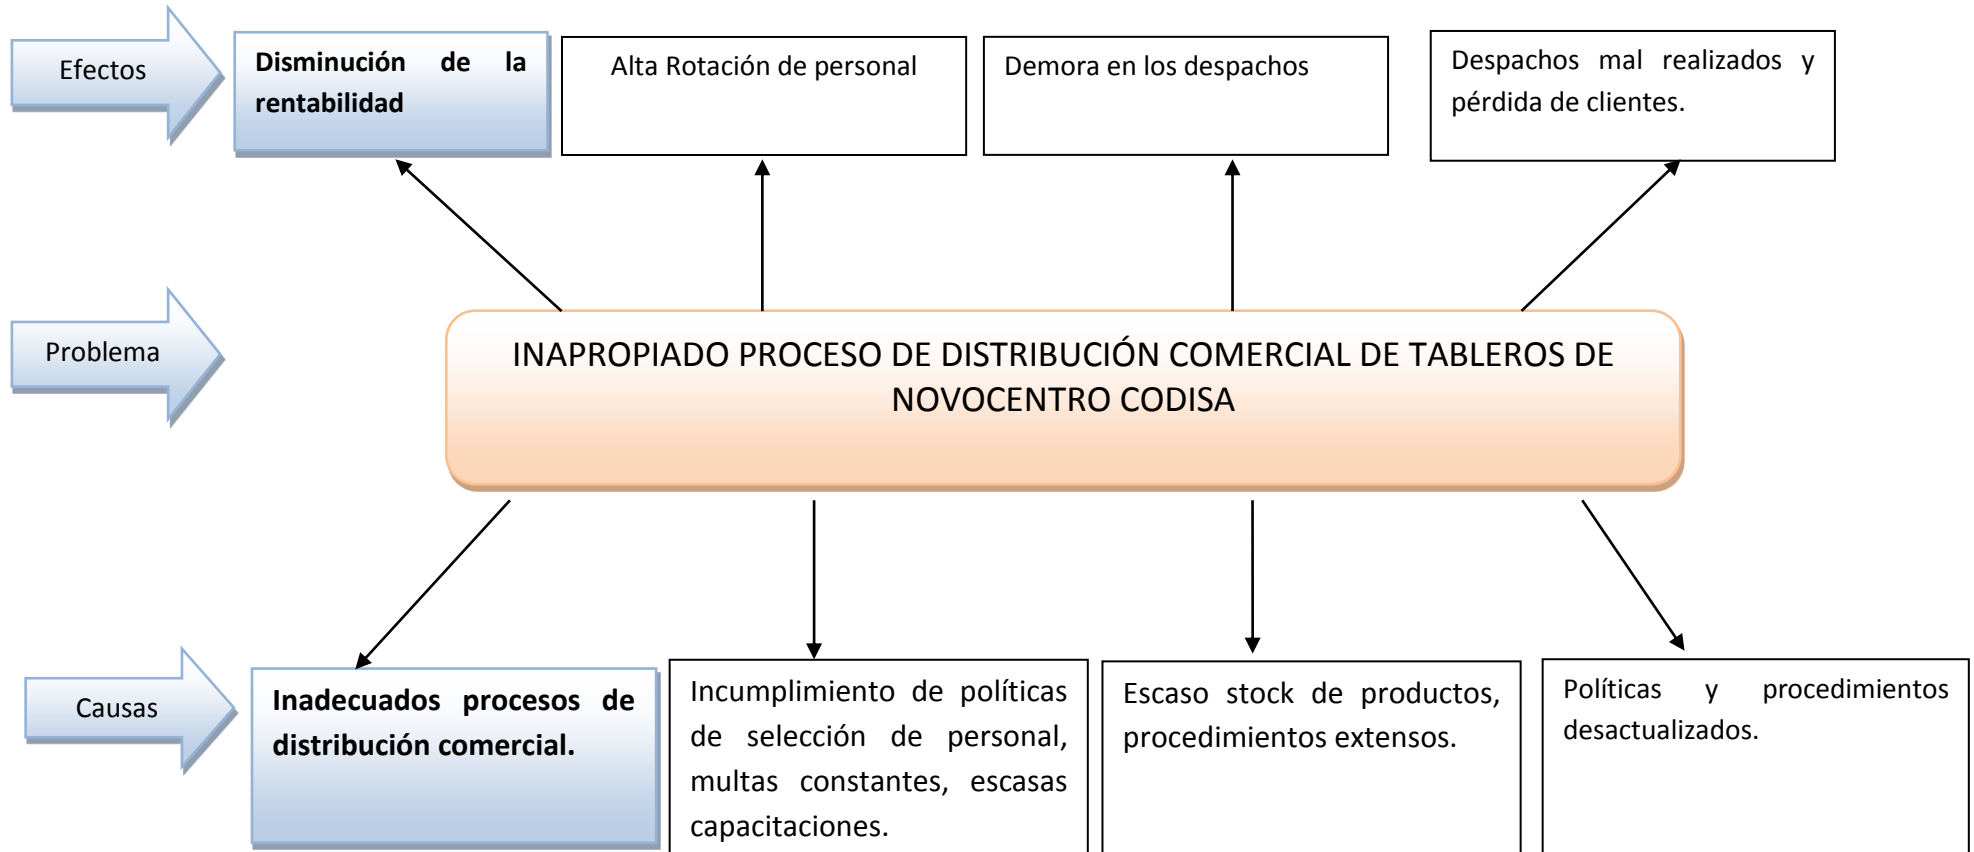 Efectos
Disminución de la
rentabilidad
Alta Rotación de personal
Demora en los despachos
Despachos mal realizados y
pérdida de clientes.
Problema
INAPROPIADO PROCESO DE DISTRIBUCIÓN COMERCIAL DE TABLEROS DE
NOVOCENTRO CODISA
Causas
Inadecuados procesos de
distribución comercial.
Incumplimiento de políticas
de selección de personal,
multas constantes, escasas
capacitaciones.
Escaso stock de productos,
procedimientos extensos.
Políticas y procedimientos
desactualizados.